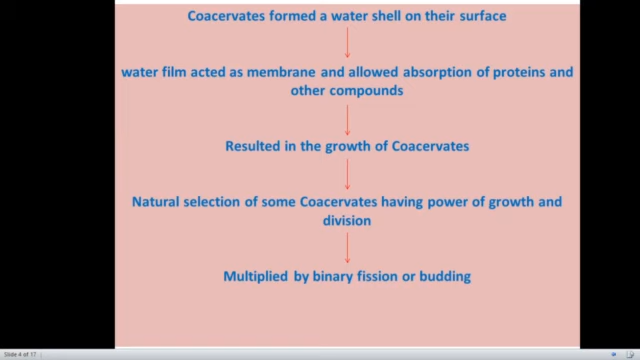 Coacervates formed a water shell on their surface
water film acted as membrane and allowed absorption of proteins and
other compounds
Resulted in the growth of Coacervates
Natural selection of some Coacervates having power of growth and
division
Multiplied by binary fission or budding
Slide 4 of 17